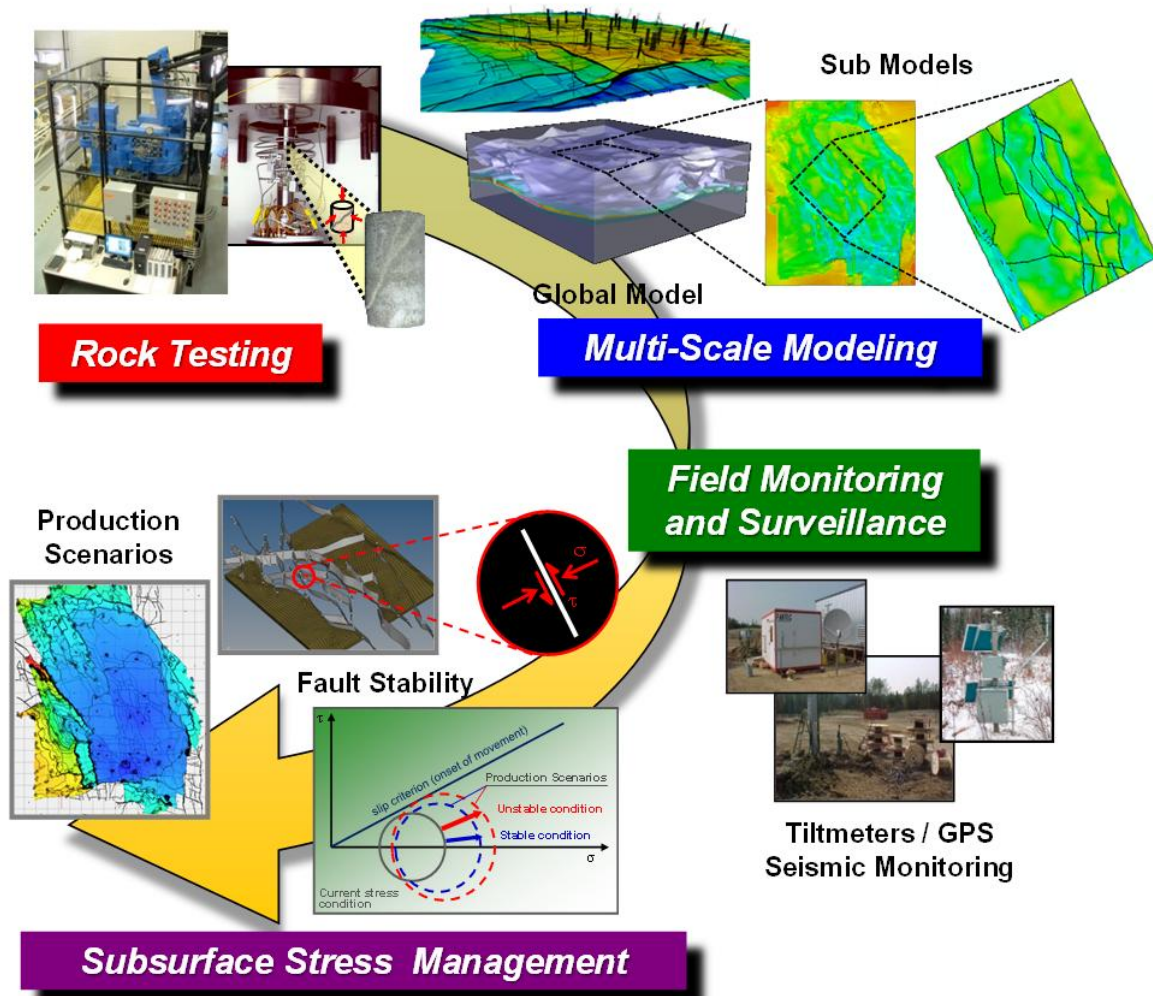 Sub Models
Global Model
Rock Testing
Multi-Scale Modeling
Field Monitoring
and Surveillance
Production
Scenarios
σ
τ
Fault Stability
τ
slip criterion (onset of movement)
Production Scenarios
Unstable condition
Stable condition
σ
Current stress
condition
Tiltmeters / GPS
Seismic Monitoring
Subsurface Stress Management